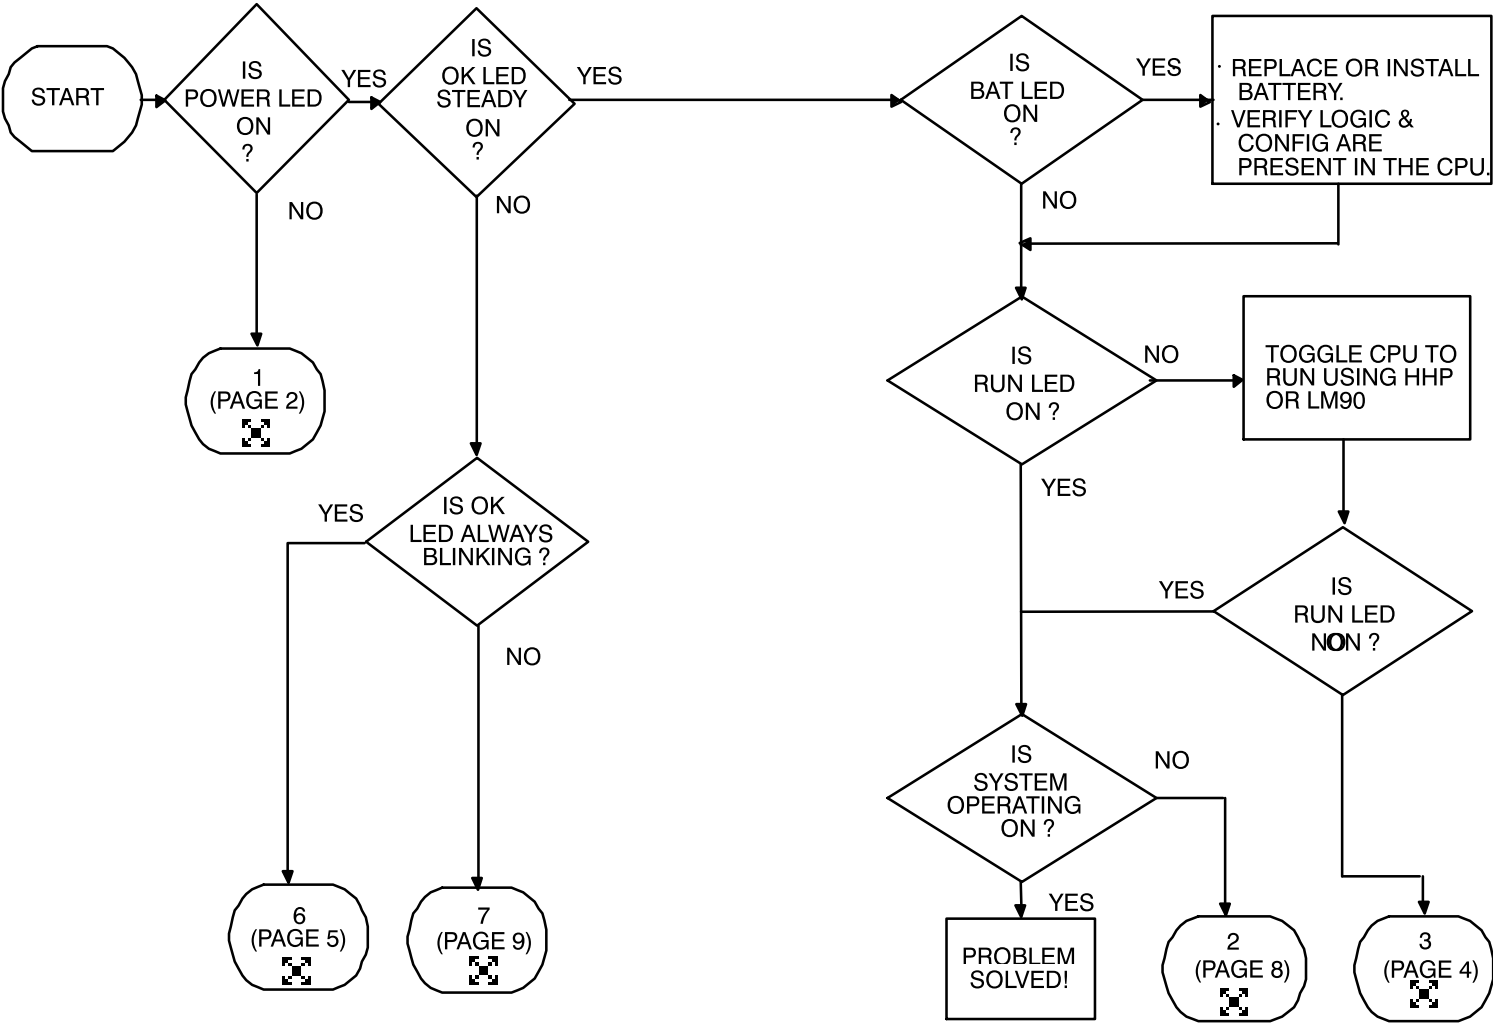 START
IS
POWER LED
ON
?
YES
NO
1
(PAGE 2)
IS
OK LED
STEADY
ON
?
YES
NO
IS OK
LED ALWAYS
BLINKING ?
YES
NO
6
(PAGE 5)
7
(PAGE 9)
IS
BAT LED
ON
?
YES
NO
· REPLACE OR INSTALL
BATTERY.
· VERIFY LOGIC &
CONFIG ARE
PRESENT IN THE CPU.
IS
RUN LED
ON ?
NO
YES
TOGGLE CPU TO
RUN USING HHP
OR LM90
IS
RUN LED
ON ?
YES
IS
SYSTEM
OPERATING
ON ?
NO
YES
PROBLEM
SOLVED!
2
(PAGE 8)
3
(PAGE 4)